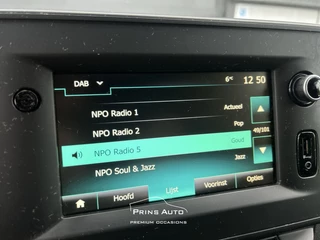 DAB 6°c 12 50
NPO Radio 1 Actueel
NPO Radio 2 Pop
49/101
NPO Radio 5 Goud
NPO Soul & Jazz Jazz
Hoofd Lijst Voorinst Opties
PRINS AUTO
PREMIUM OCCASIONS